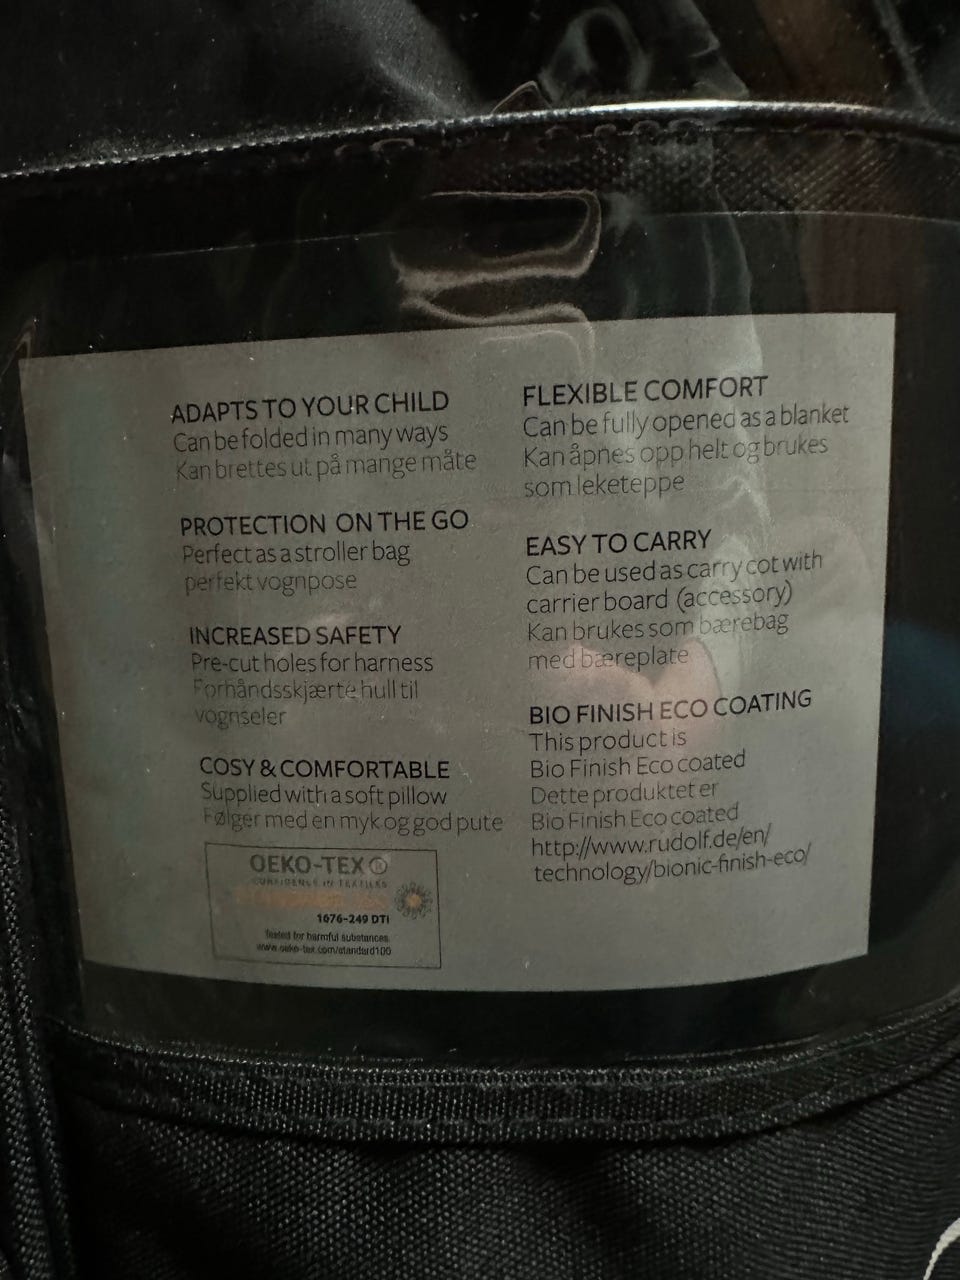 ADAPTS TO YOUR CHILD
Can be folded in many ways
Kan brettes ut på mange måte
PROTECTION ON THE GO
Perfect as a stroller bag
perfekt vognpose
INCREASED SAFETY
Pre-cut holes for harness
Forhåndsskjærte hull til
vognseler
COSY & COMFORTABLE
Supplied with a soft pillow
Følger med en myk og god pute
OEKO-TEX®
CONFIDENCE IN TEXTILES
STANDARD 100
1676-249 DTI
Tested for harmful substances.
www.oeko-tex.com/standard100
FLEXIBLE COMFORT
Can be fully opened as a blanket
Kan åpnes opp helt og brukes
som leketeppe
EASY TO CARRY
Can be used as carry cot with
carrier board (accessory)
Kan brukes som bærebag
med bæreplate
BIO FINISH ECO COATING
This product is
Bio Finish Eco coated
Dette produktet er
Bio Finish Eco coated
http://www.rudolf.de/en/
technology/bionic-finish-eco/